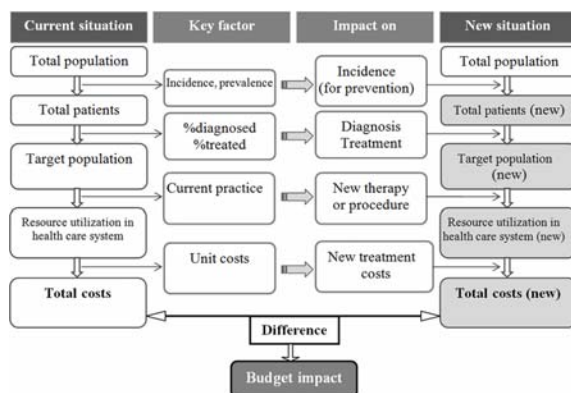 Current situation
Key factor
Impact on
New situation
Total population
Incidence, prevalence
Incidence
(for prevention)
Total population
Total patients
%diagnosed
%treated
Diagnosis
Treatment
Total patients (new)
Target population
Current practice
New therapy
or procedure
Target population
(new)
Resource utilization in
health care system
Unit costs
New treatment
costs
Resource utilization in
health care system (new)
Total costs
Total costs (new)
Difference
Budget impact